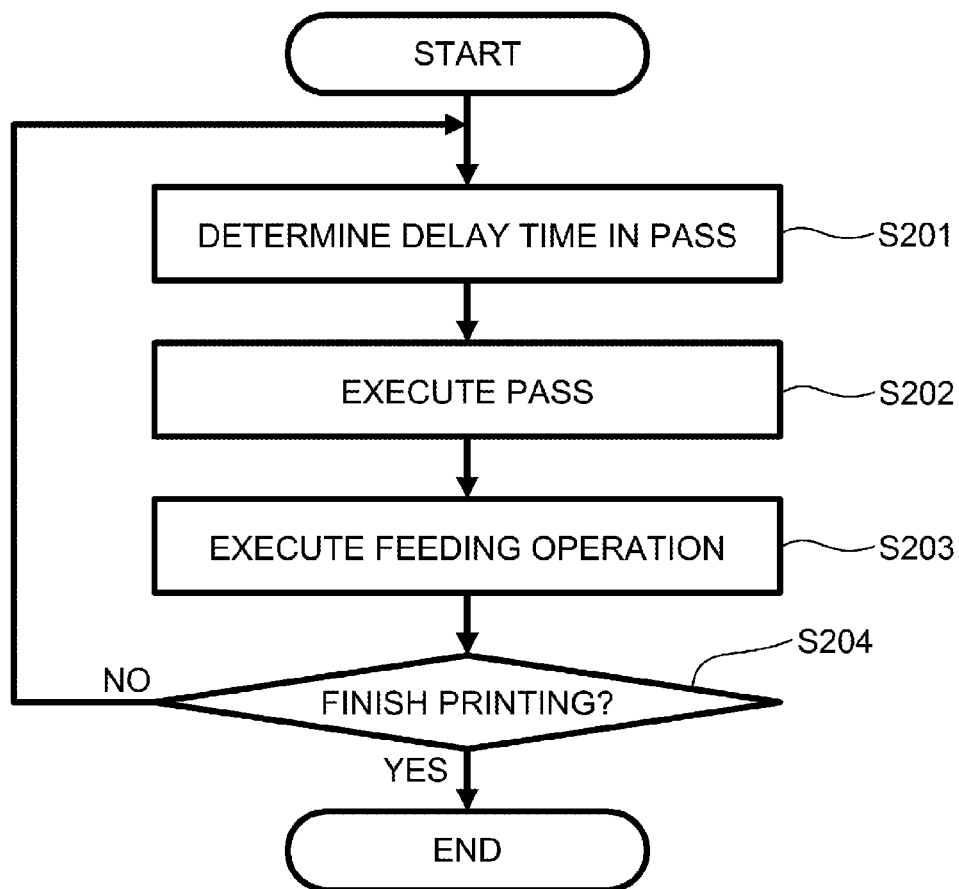 START
DETERMINE DELAY TIME IN PASS
S201
EXECUTE PASS
S202
EXECUTE FEEDING OPERATION
S203
S204
NO
FINISH PRINTING?
YES
END